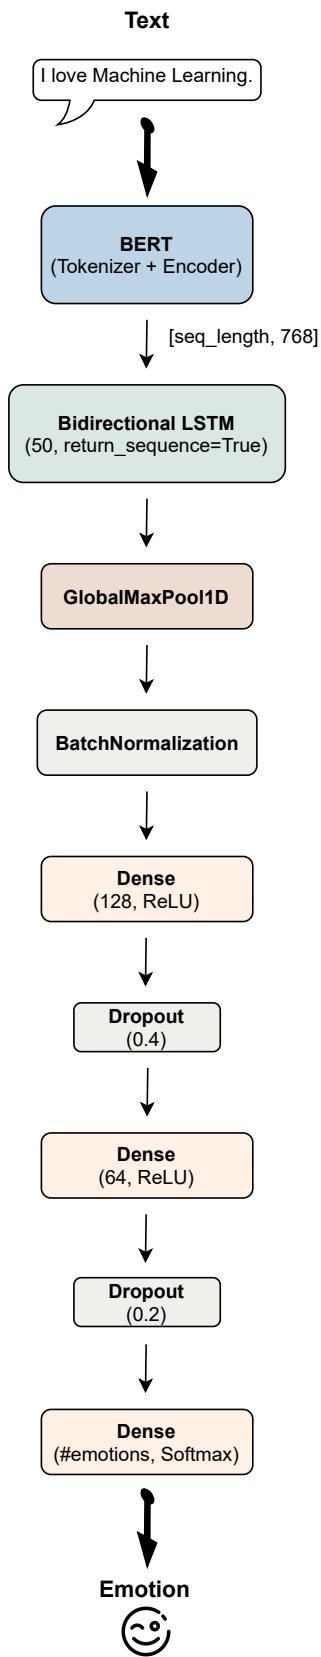 Text
I love Machine Learning.
BERT
(Tokenizer + Encoder)
[seq_length, 768]
Bidirectional LSTM
(50, return_sequence=True)
GlobalMaxPool1D
BatchNormalization
Dense
(128, ReLU)
Dropout
(0.4)
Dense
(64, ReLU)
Dropout
(0.2)
Dense
(#emotions, Softmax)
Emotion